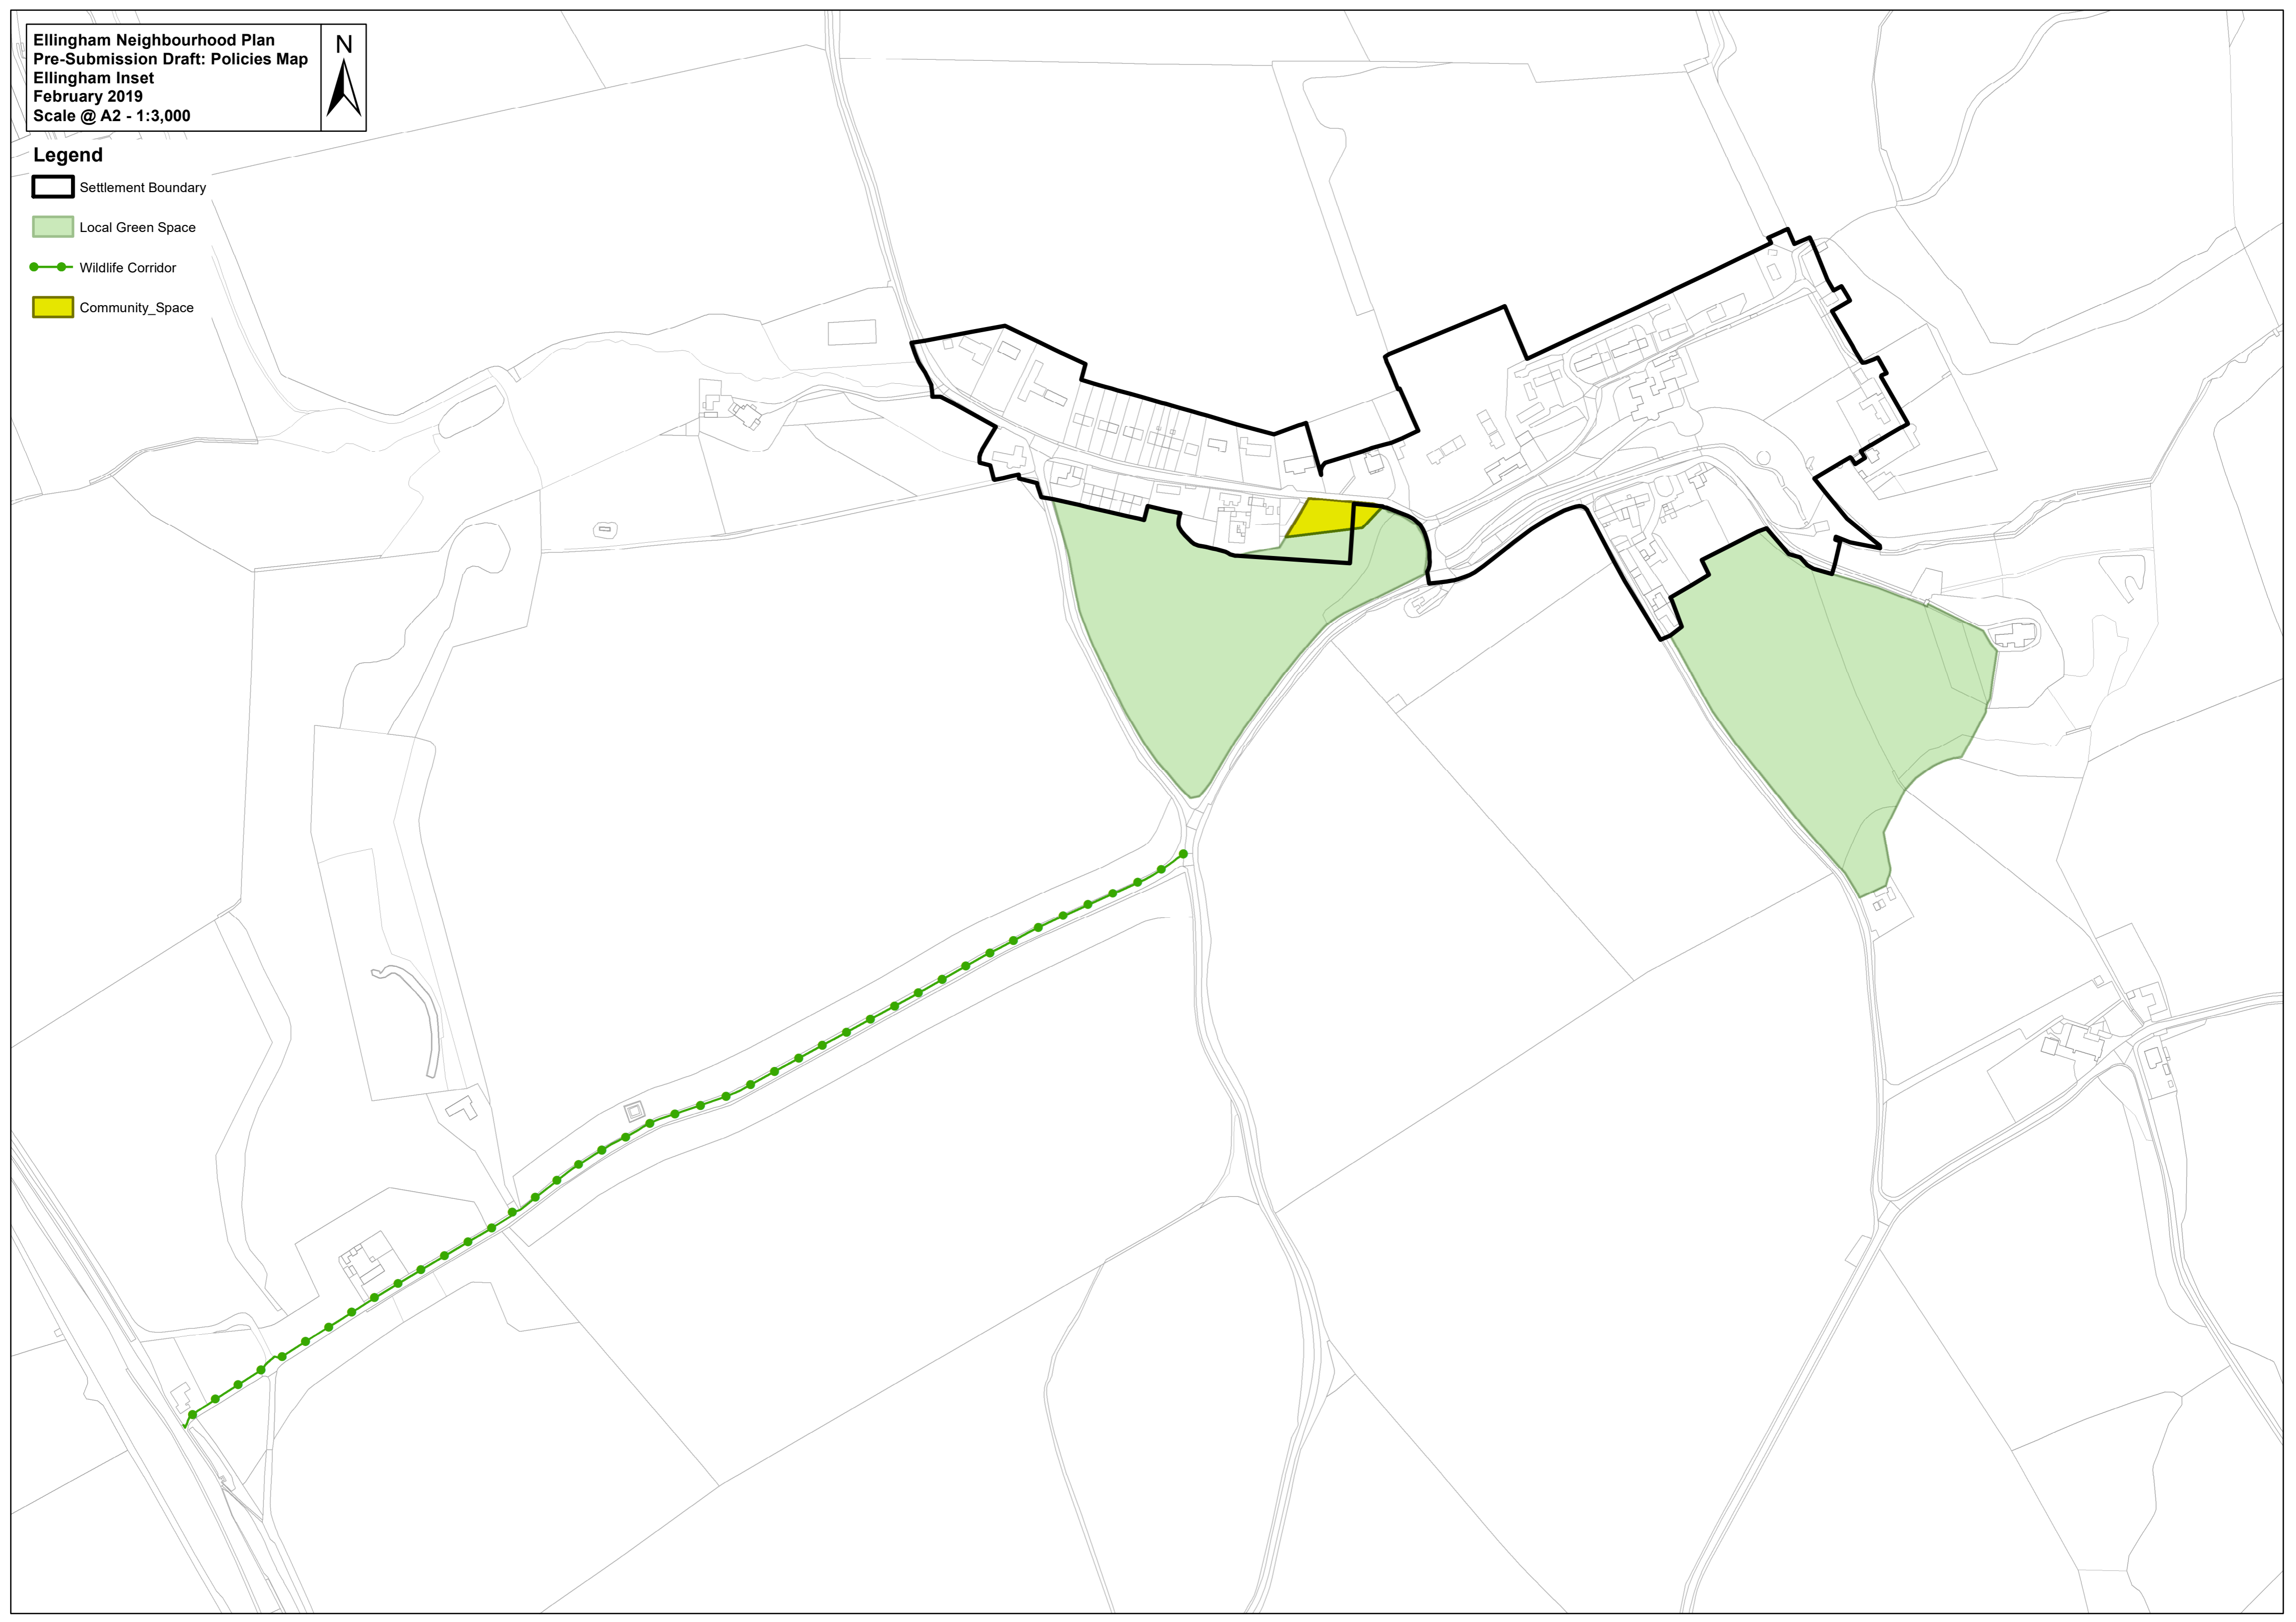 Ellingham Neighbourhood Plan
Pre-Submission Draft: Policies Map
Ellingham Inset
February 2019
Scale @ A2 - 1:3,000
N
Legend
Settlement Boundary
Local Green Space
Wildlife Corridor
Community_Space